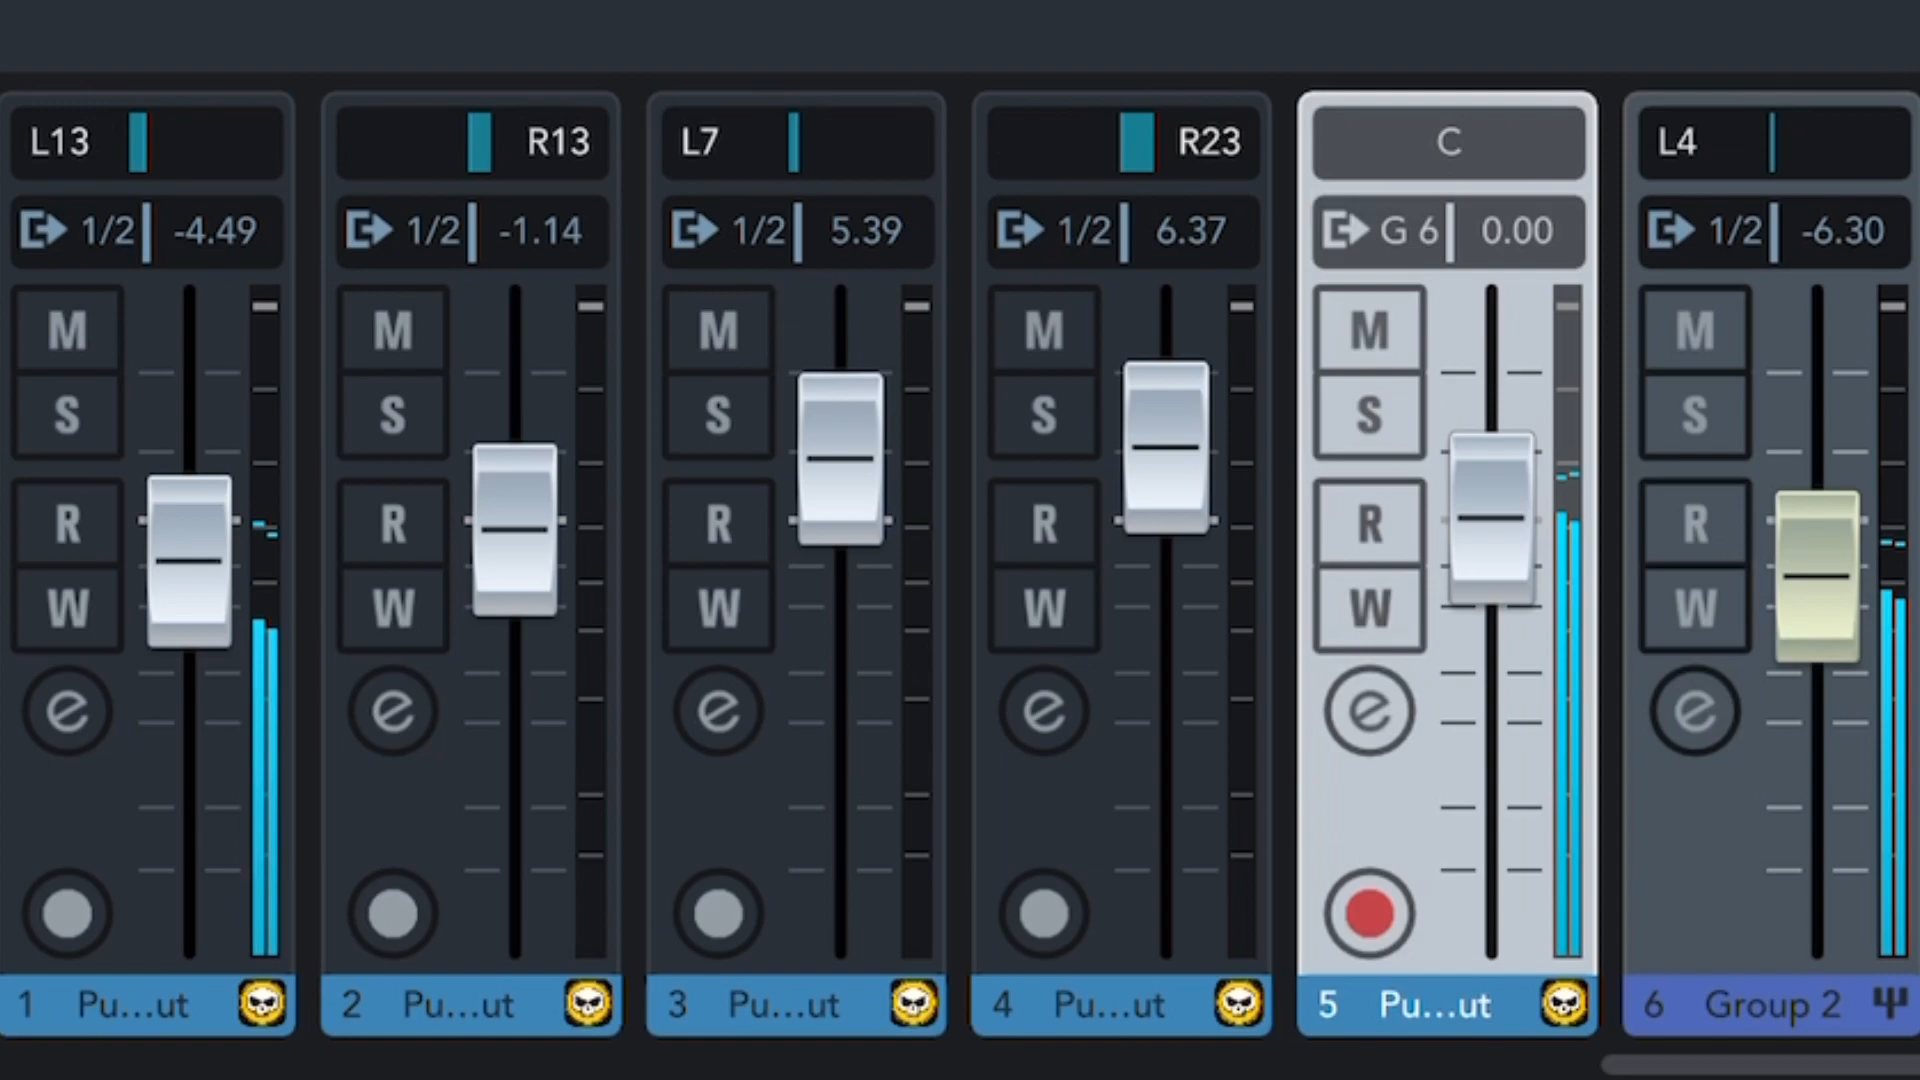 L13 R13 L7 R23 C L4
1/2 -4.49 1/2 -1.14 1/2 5.39 1/2 6.37 G 6 0.00 1/2 -6.30
M M M M M M
S S S S S S
R R R R R R
W W W W W W
e e e e e e
1 Pu...ut 2 Pu...ut 3 Pu...ut 4 Pu...ut 5 Pu...ut 6 Group 2